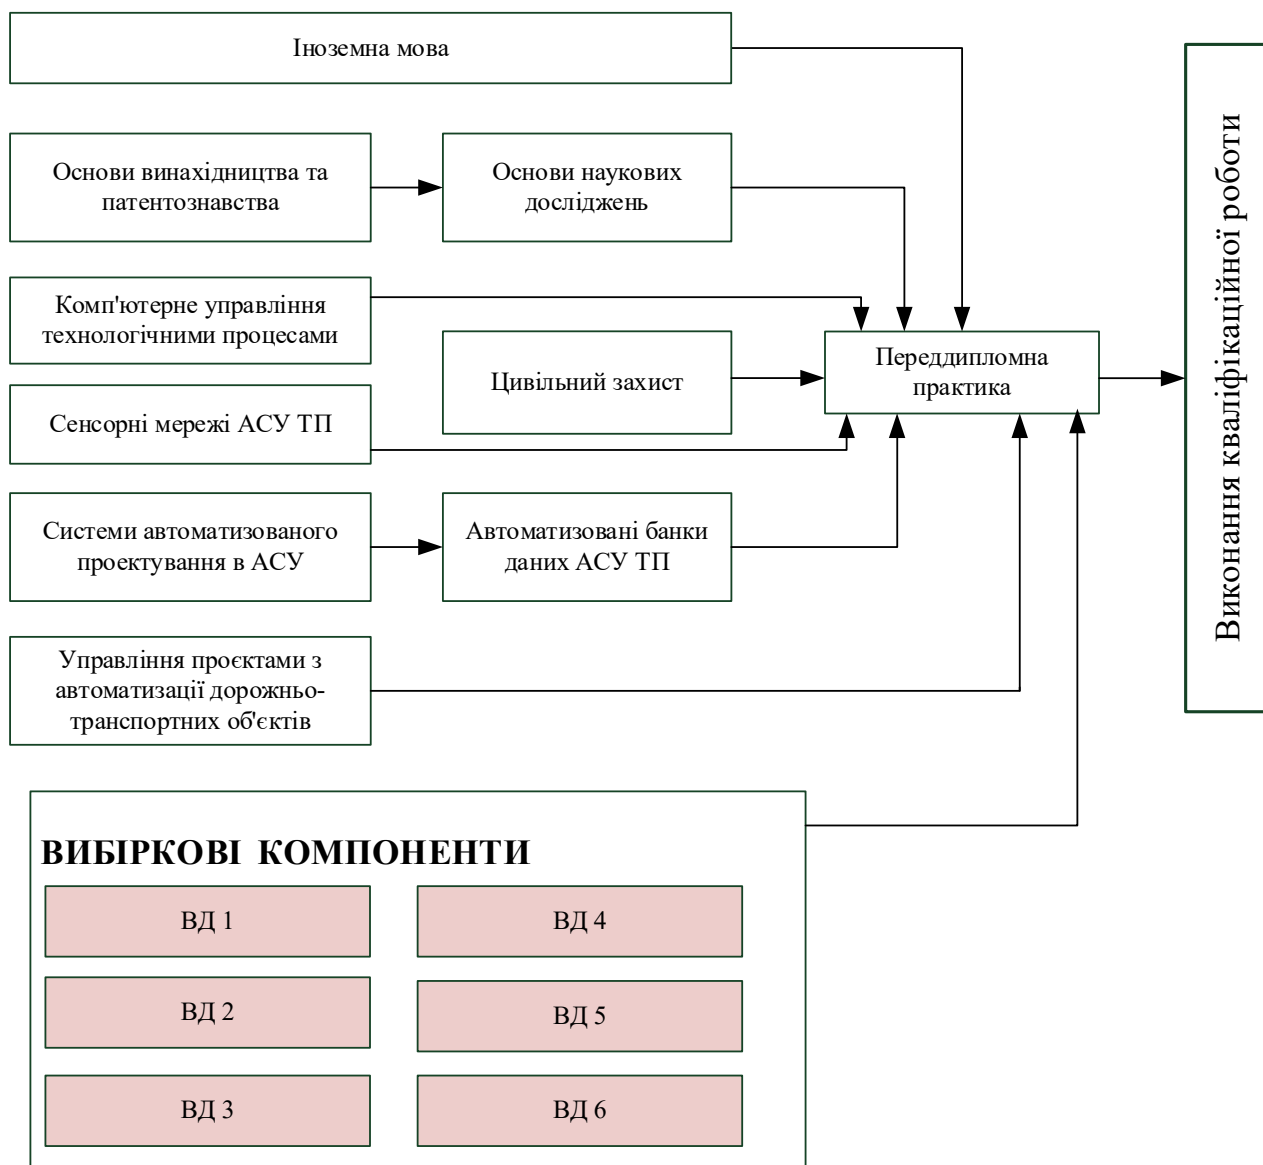 Іноземна мова
Основи винахідництва та
патентознавства
Основи наукових
досліджень
Комп'ютерне управління
технологічними процесами
Цивільний захист
Переддипломна
практика
Сенсорні мережі АСУ ТП
Системи автоматизованого
проектування в АСУ
Автоматизовані банки
даних АСУ ТП
Управління проєктами з
автоматизації дорожньо-
транспортних об'єктів
Виконання кваліфікаційної роботи
ВИБІРКОВІ КОМПОНЕНТИ
ВД 1
ВД 4
ВД 2
ВД 5
ВД 3
ВД 6